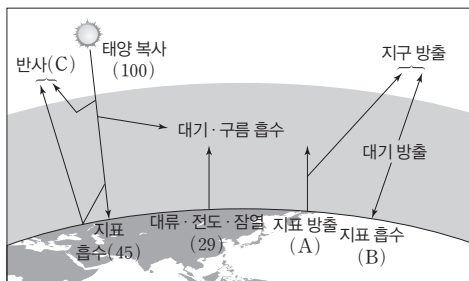 태양 복사
(100)
반사(C)
지구 방출
대기·구름 흡수
대기 방출
지표
흡수(45)
대류·전도·잠열
(29)
지표 방출
(A)
지표 흡수
(B)